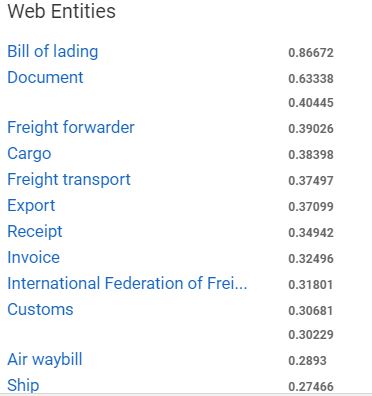 Web Entities
Bill of lading 0.86672
Document 0.63338
0.40445
Freight forwarder 0.39026
Cargo 0.38398
Freight transport 0.37497
Export 0.37099
Receipt 0.34942
Invoice 0.32496
International Federation of Frei... 0.31801
Customs 0.30681
0.30229
Air waybill 0.2893
Ship 0.27466